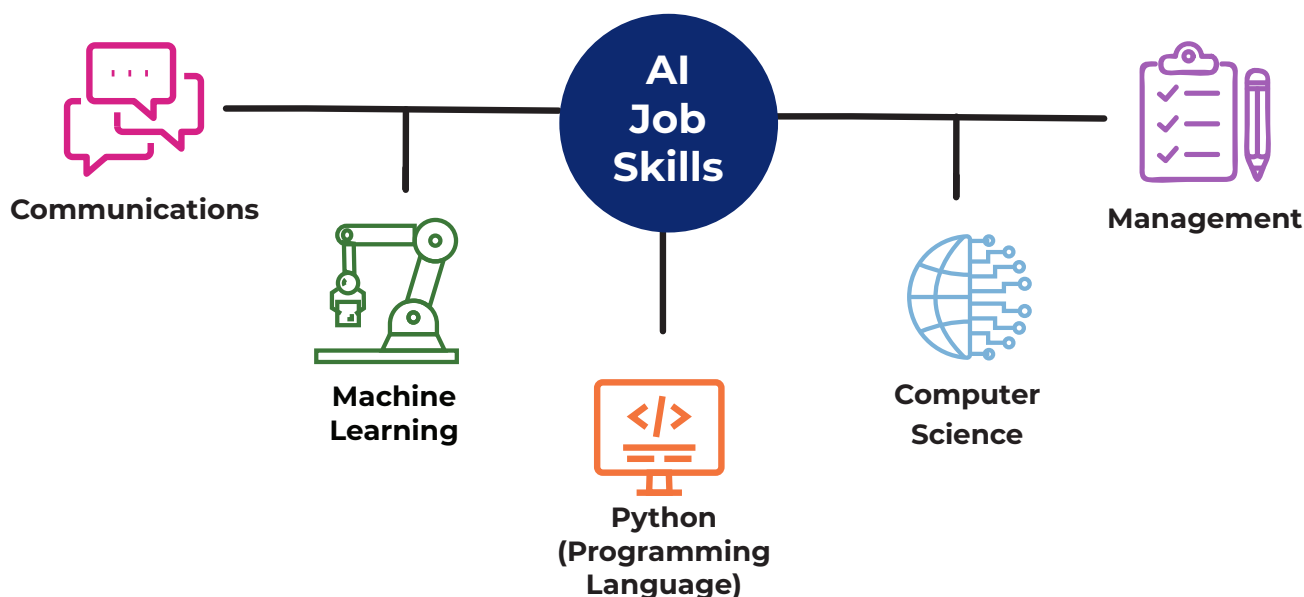 AI
Job
Skills
Communications
Management
Machine
Learning
Computer
Science
Python
(Programming
Language)